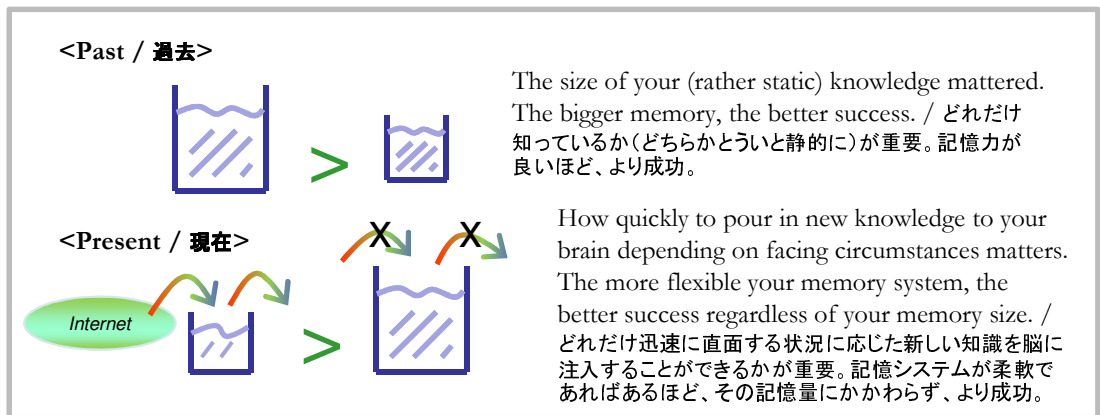 <Past / 過去>
The size of your (rather static) knowledge mattered.
The bigger memory, the better success. / どれだけ
知っているか(どちらかとういと静的に)が重要。記憶力が
良いほど、より成功。
>
<Present / 現在>
X X
Internet
>
How quickly to pour in new knowledge to your
brain depending on facing circumstances matters.
The more flexible your memory system, the
better success regardless of your memory size. /
どれだけ迅速に直面する状況に応じた新しい知識を脳に
注入することができるかが重要。記憶システムが柔軟で
あればあるほど、その記憶量にかかわらず、より成功。